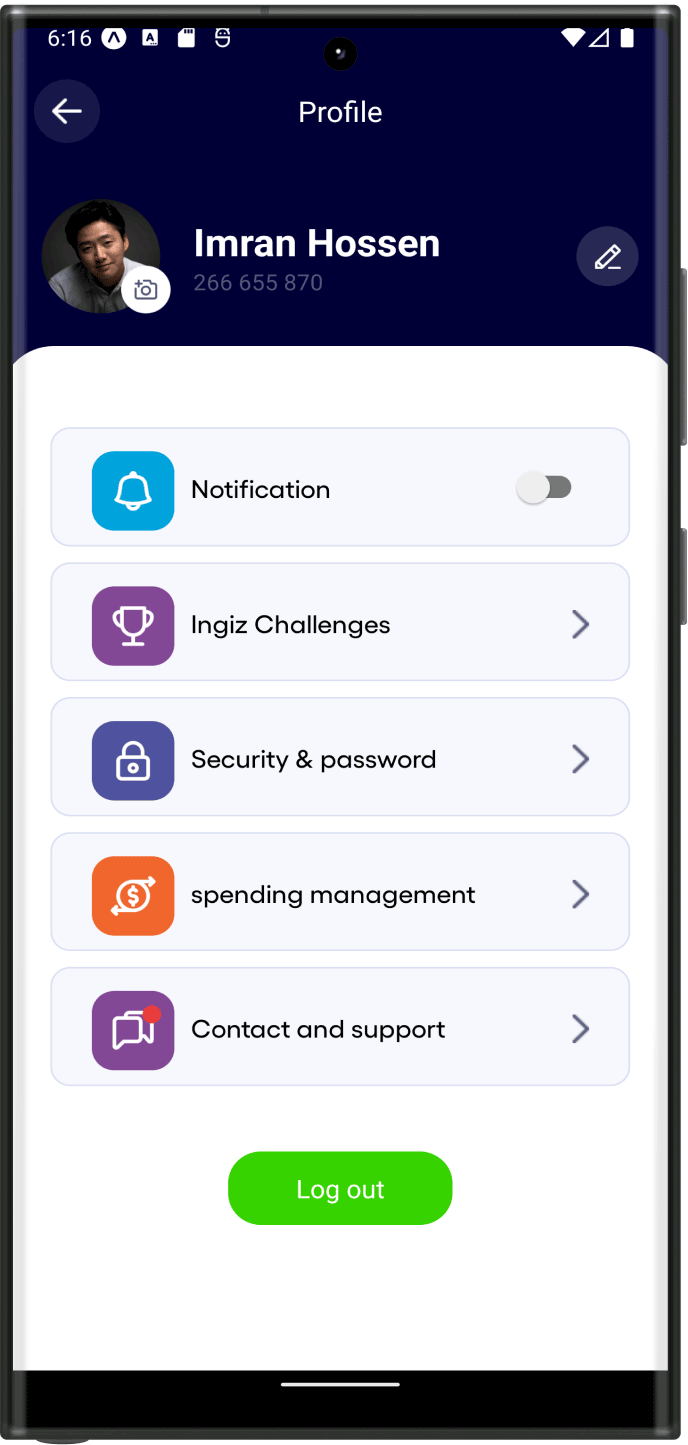 6:16
Profile
Imran Hossen
266 655 870
Notification
Ingiz Challenges
Security & password
spending management
Contact and support
Log out